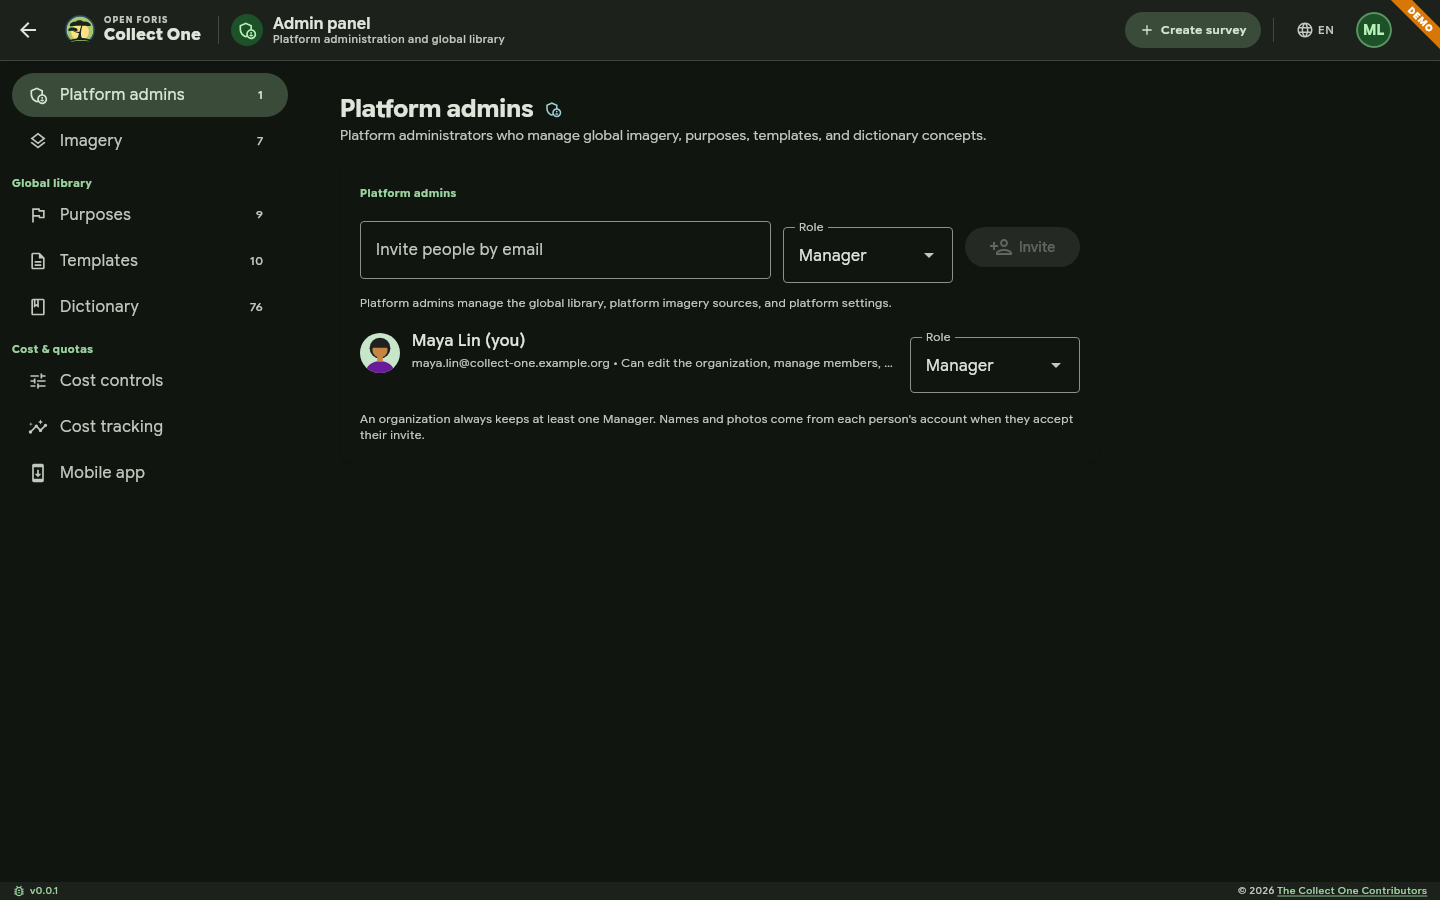 OPEN FORIS
Collect One
Admin panel
Platform administration and global library
Create survey
EN
ML
DEMO
Platform admins
1
Imagery
7
Global library
Purposes
9
Templates
10
Dictionary
76
Cost & quotas
Cost controls
Cost tracking
Mobile app
Platform admins
Platform administrators who manage global imagery, purposes, templates, and dictionary concepts.
Platform admins
Invite people by email
Role
Manager
Invite
Platform admins manage the global library, platform imagery sources, and platform settings.
Maya Lin (you)
maya.lin@collect-one.example.org • Can edit the organization, manage members, ...
Role
Manager
An organization always keeps at least one Manager. Names and photos come from each person's account when they accept
their invite.
v0.0.1
© 2026 The Collect One Contributors